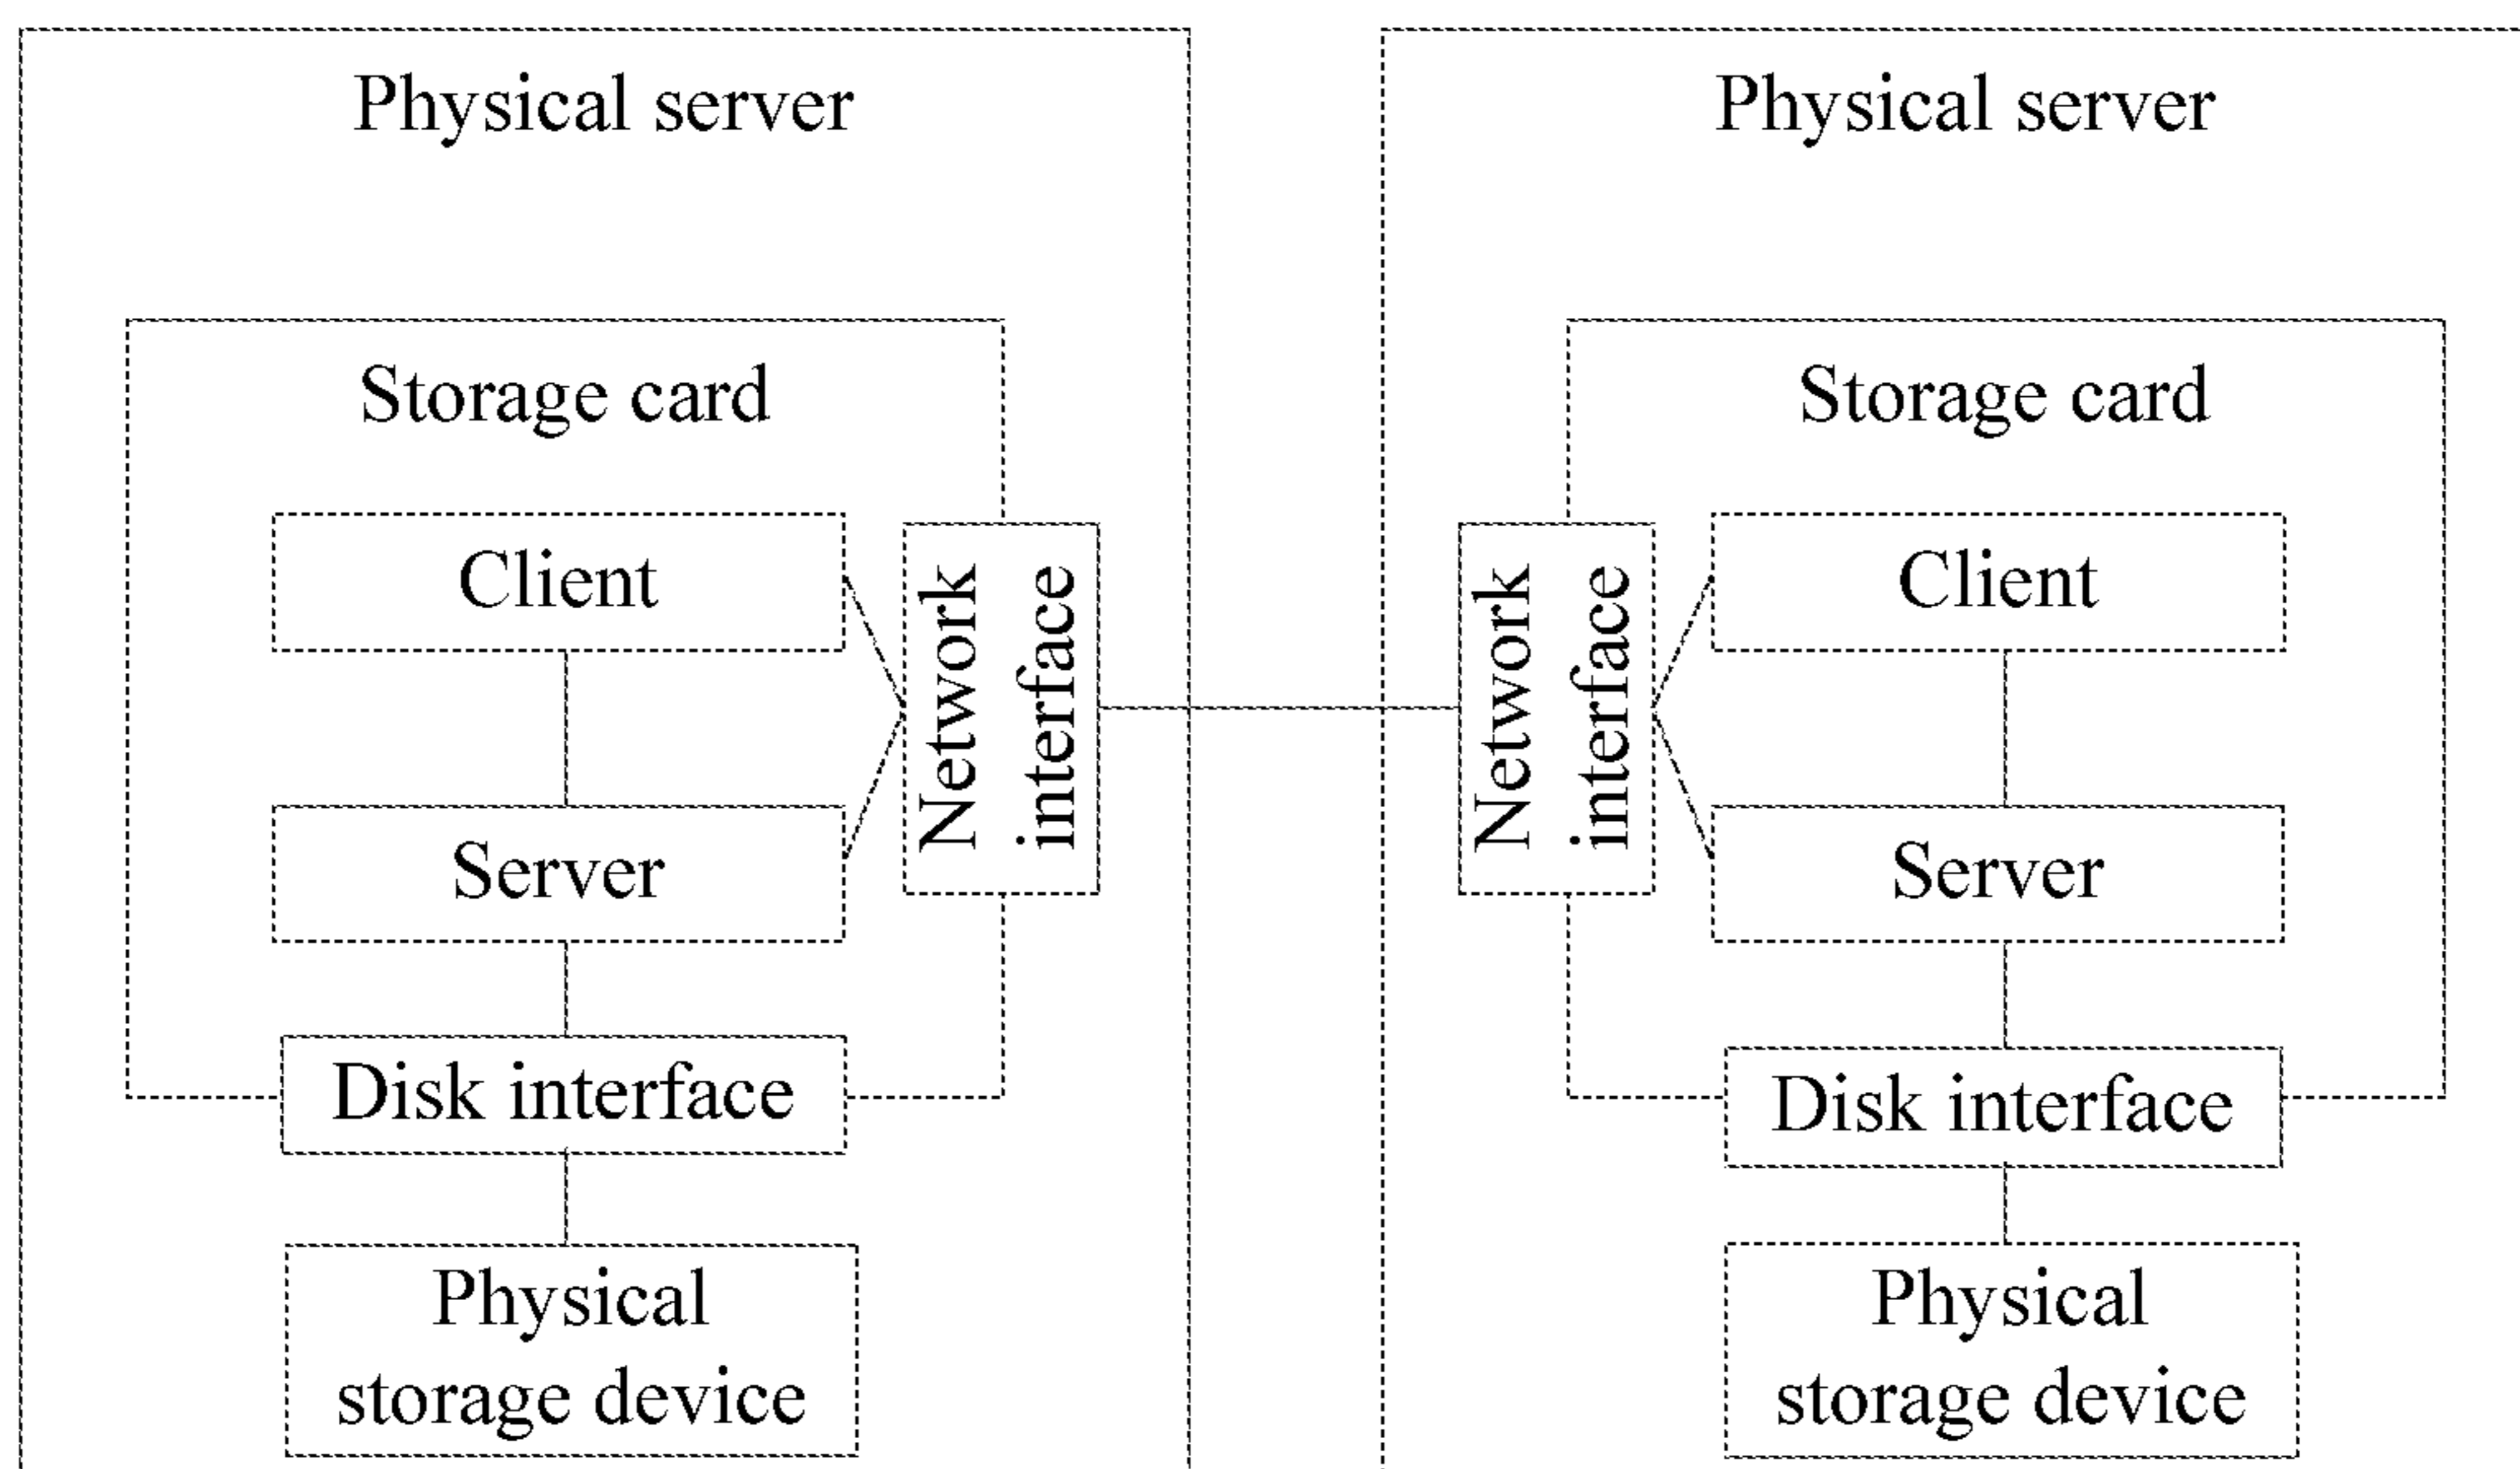 Physical server
Storage card
Client
Network
interface
Server
Disk interface
Physical
storage device
Physical server
Storage card
Network
interface
Client
Server
Disk interface
Physical
storage device